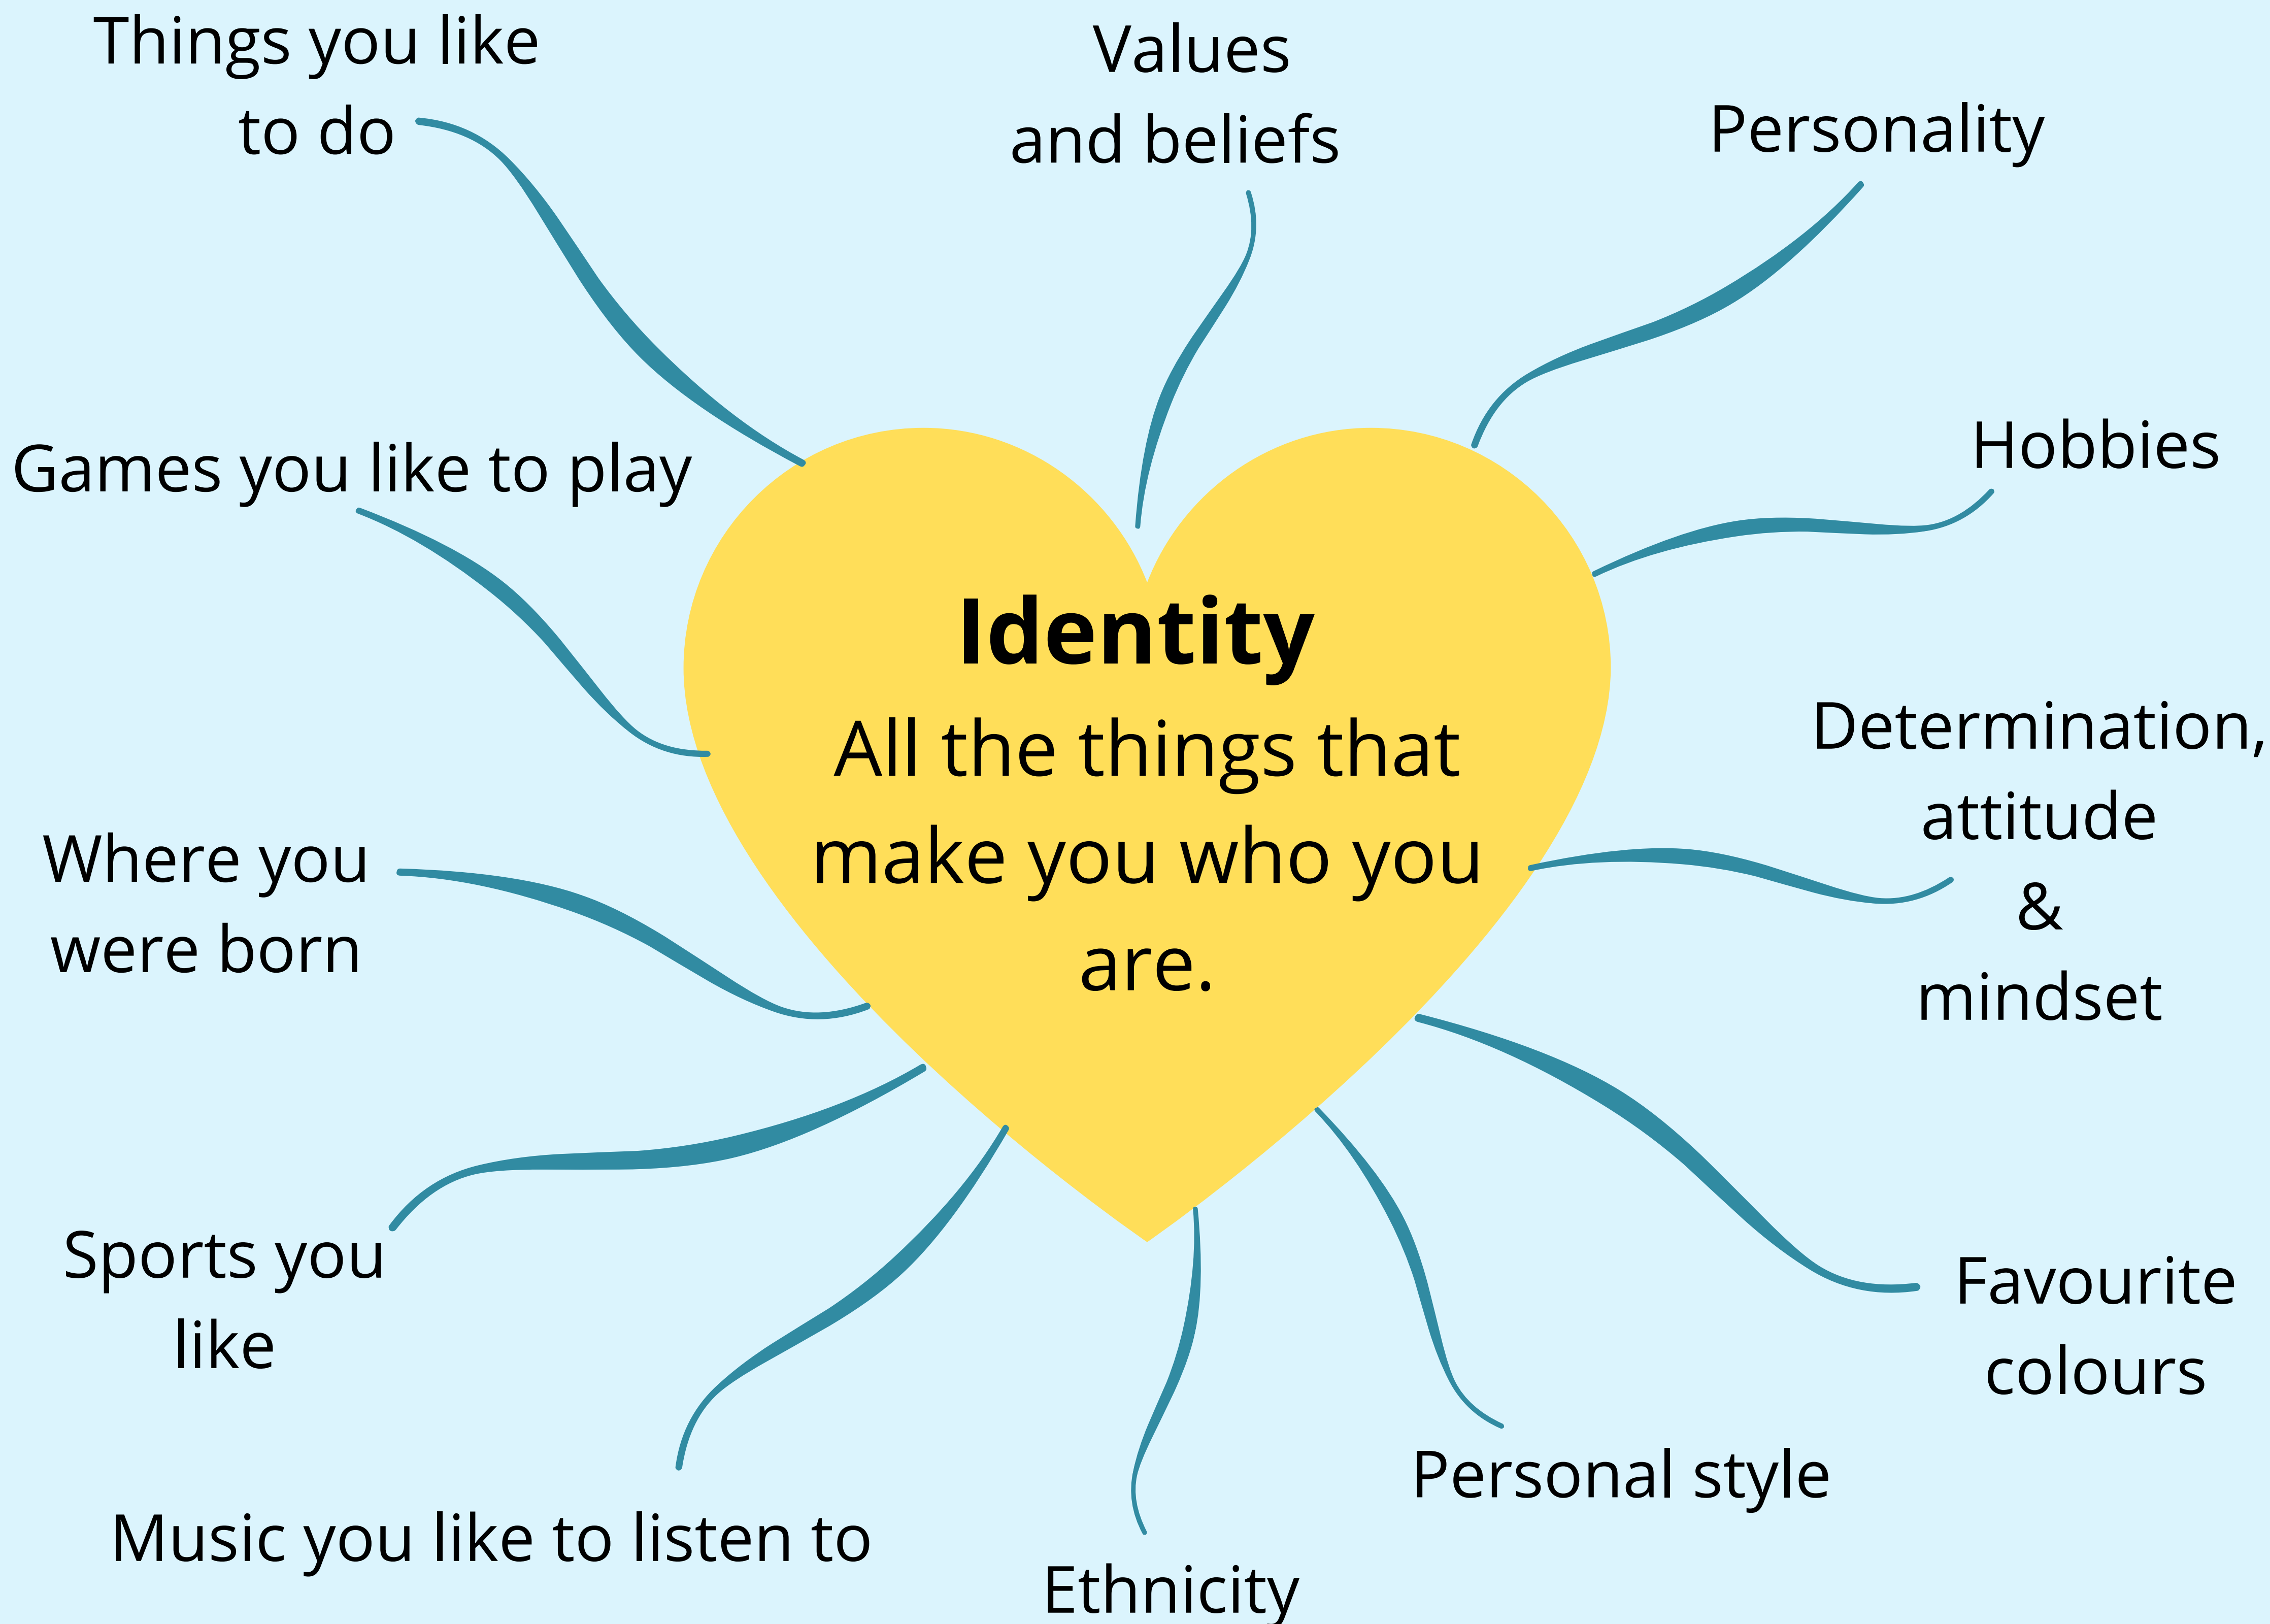 Things you like
to do
Values
and beliefs
Personality
Hobbies
Games you like to play
Identity
All the things that
make you who you
are.
Determination,
attitude
&
mindset
Where you
were born
Sports you
like
Favourite
colours
Personal style
Music you like to listen to
Ethnicity